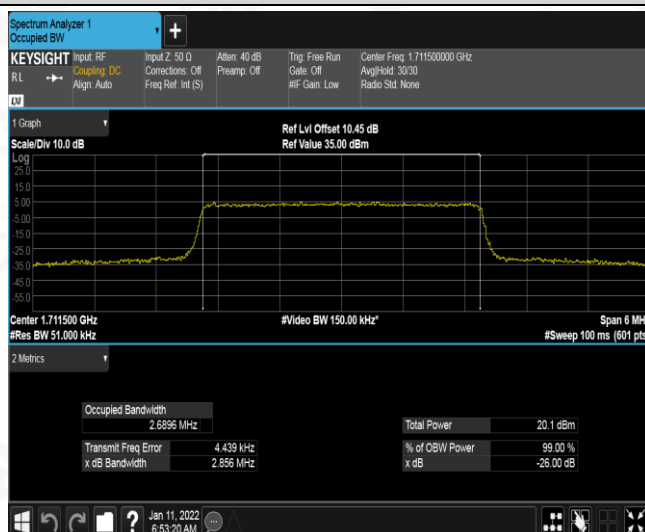 Spectrum Analyzer 1
Occupied BW
+
KEYSIGHT
RL
LXI
Input: RF
Coupling: DC
Align: Auto
Input Z: 50 Ω
Corrections: Off
Freq Ref: Int (S)
Atten: 40 dB
Preamp: Off
Trig: Free Run
Gate: Off
#IF Gain: Low
Center Freq: 1.711500000 GHz
Avg|Hold: 30/30
Radio Std: None
1 Graph
Scale/Div 10.0 dB
Ref Lvl Offset 10.45 dB
Ref Value 35.00 dBm
Log
25.0
15.0
5.00
-5.00
-15.0
-25.0
-35.0
-45.0
-55.0
Center 1.711500 GHz
#Res BW 51.000 kHz
#Video BW 150.00 kHz*
Span 6 MH
#Sweep 100 ms (601 pts
2 Metrics
Occupied Bandwidth
2.6896 MHz
Transmit Freq Error 4.439 kHz
x dB Bandwidth 2.856 MHz
Total Power 20.1 dBm
% of OBW Power 99.00 %
x dB -26.00 dB
?
Jan 11, 2022
6:53:20 AM